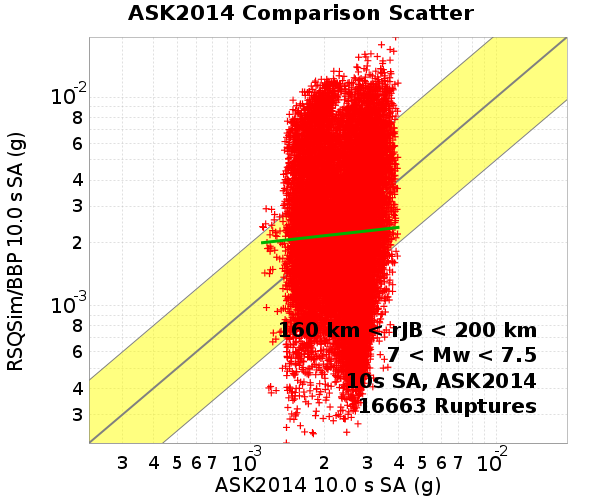 ASK2014 Comparison Scatter
RSQSim/BBP 10.0 s SA (g)
10-2
8
6
4
3
2
10-3
8
6
4
3
160 km < rJB < 200 km
7 < Mw < 7.5
10s SA, ASK2014
16663 Ruptures
3 4 5 6 7 10-3 2 3 4 5 6 7 10-2
ASK2014 10.0 s SA (g)